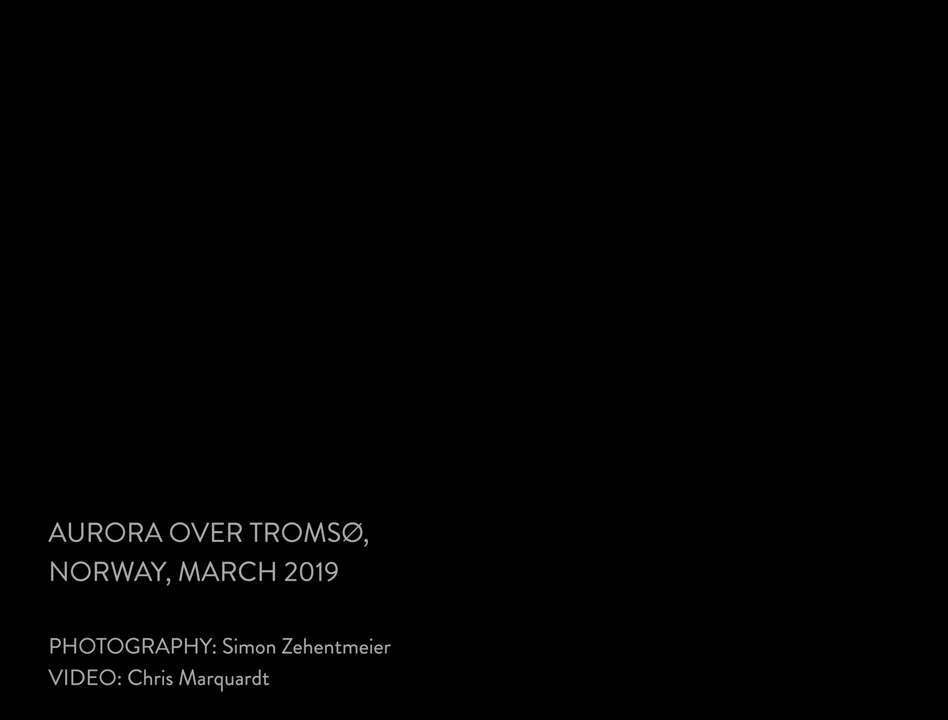 AURORA OVER TROMSØ,
NORWAY, MARCH 2019
PHOTOGRAPHY: Simon Zehentmeier
VIDEO: Chris Marquardt